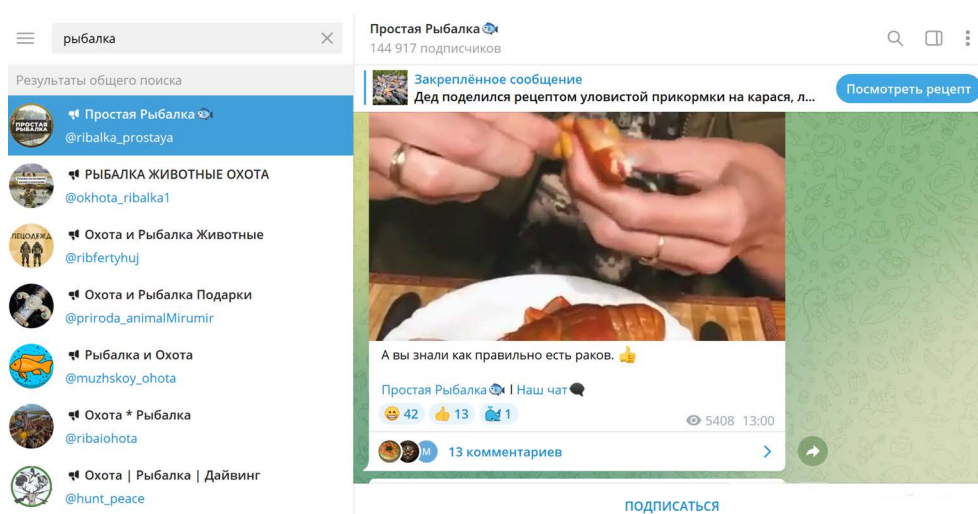 рыбалка
Результаты общего поиска
Простая Рыбалка🐟
@ribalka_prostaya
РЫБАЛКА ЖИВОТНЫЕ ОХОТА
@okhota_ribalka1
Охота и Рыбалка Животные
@ribfertyhuj
Охота и Рыбалка Подарки
@priroda_animalMirumir
Рыбалка и Охота
@muzhskoy_ohota
Охота * Рыбалка
@ribaiohota
Охота | Рыбалка | Дайвинг
@hunt_peace
ПРОСТАЯ
РЫБАЛКА
Простая Рыбалка🐟
144 917 подписчиков
Закреплённое сообщение
Дед поделился рецептом уловистой прикормки на карася, л...
Посмотреть рецепт
А вы знали как правильно есть раков. 👍
Простая Рыбалка🐟 I Наш чат🗨
😁 42 👍 13 🐳 1
5408 13:00
М
13 комментариев
ПОДПИСАТЬСЯ